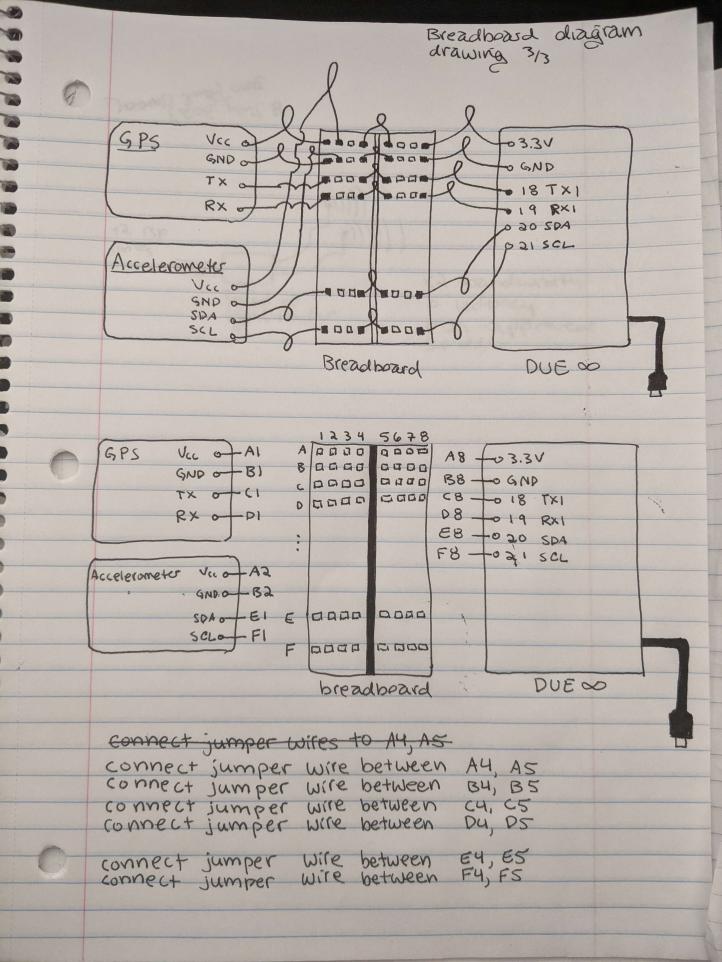 Breadboard diagram
drawing 3/3
GPS
Vcc
GND
TX
RX
3.3V
GND
18 TX1
19 RX1
20 SDA
21 SCL
Accelerometer
Vcc
GND
SDA
SCL
Breadboard
DUE ∞
1 2 3 4 5 6 7 8
GPS Vcc A1
GND B1
TX C1
RX D1
A
B
C
D
⋮
E
F
A8 3.3V
B8 GND
C8 18 TX1
D8 19 RX1
E8 20 SDA
F8 21 SCL
Accelerometer Vcc A2
GND B2
SDA E1
SCL F1
breadboard
DUE ∞
connect jumper wires to A4, A5
connect jumper wire between A4, A5
connect jumper wire between B4, B5
connect jumper wire between C4, C5
connect jumper wire between D4, D5
connect jumper wire between E4, E5
connect jumper wire between F4, F5